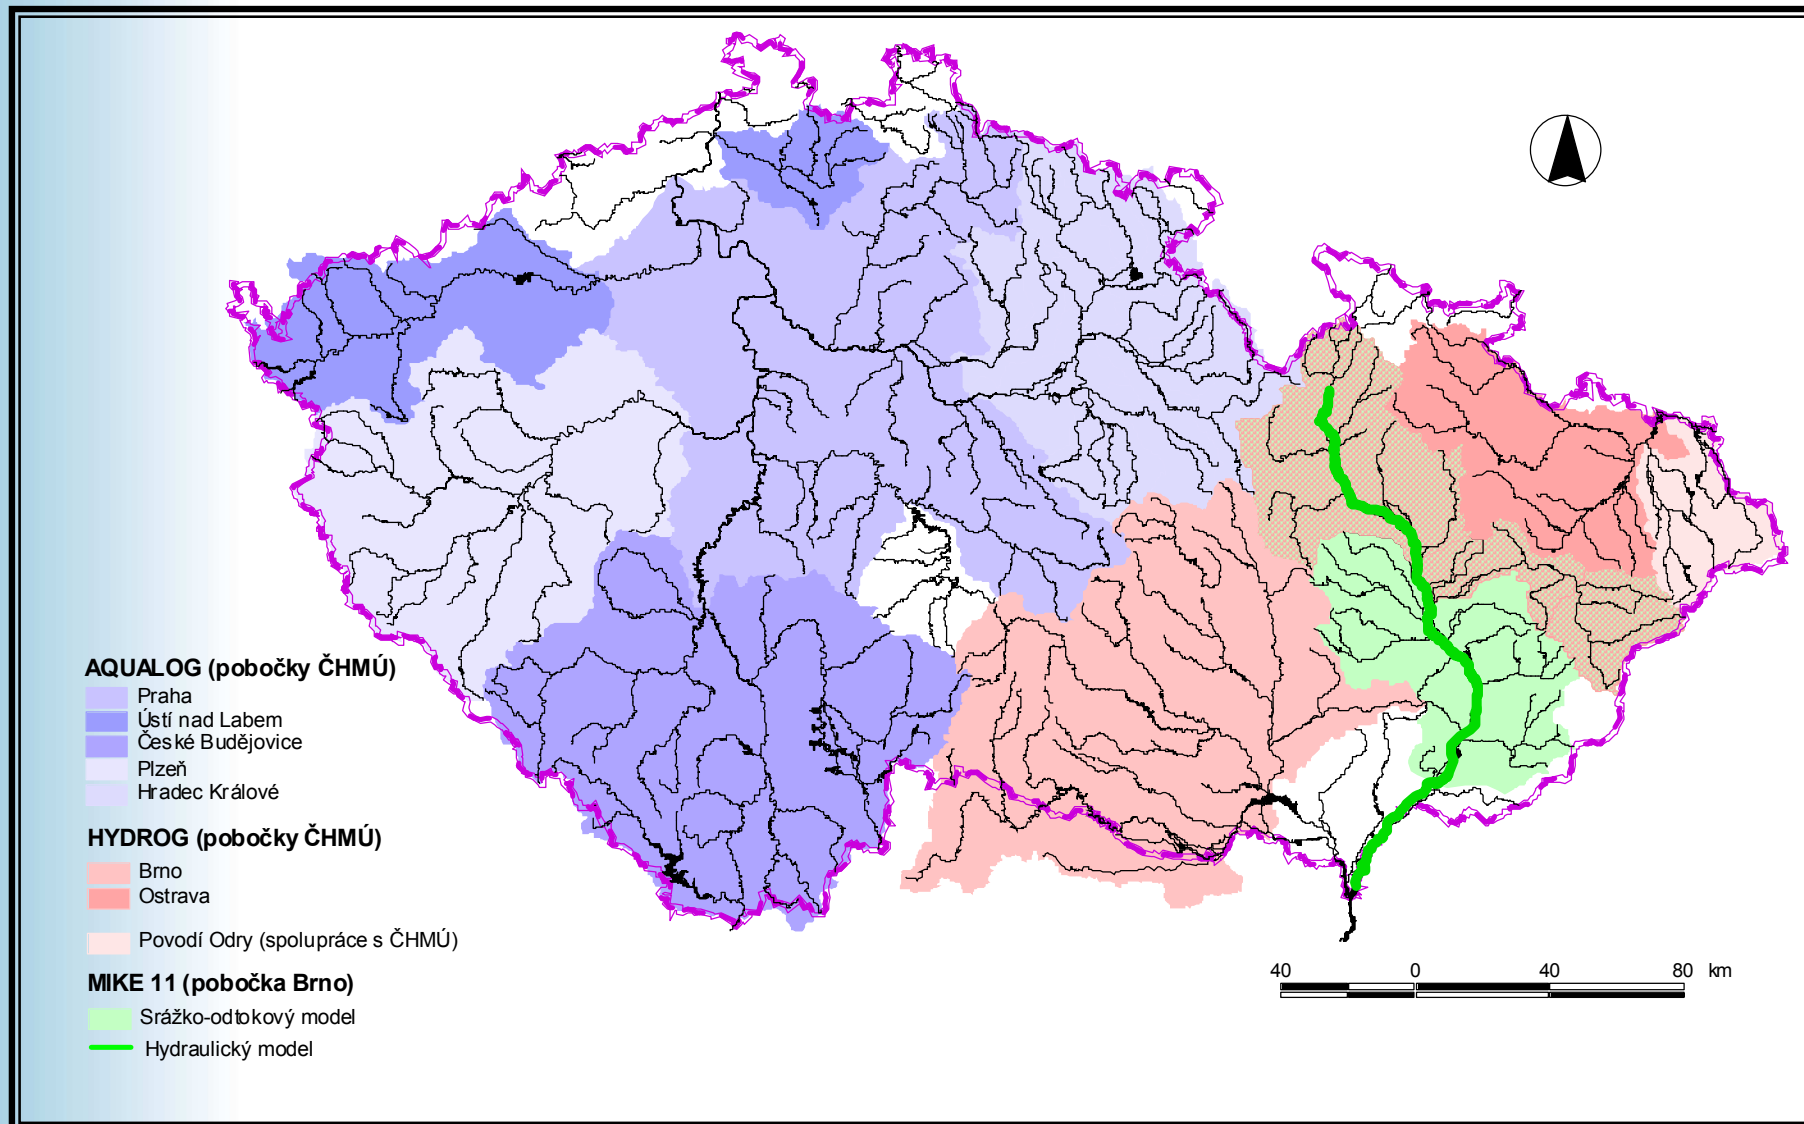 AQUALOG (pobočky ČHMÚ)
Praha
Ústí nad Labem
České Budějovice
Plzeň
Hradec Králové
HYDROG (pobočky ČHMÚ)
Brno
Ostrava
Povodí Odry (spolupráce s ČHMÚ)
MIKE 11 (pobočka Brno)
Srážko-odtokový model
Hydraulický model
40 0 40 80 km